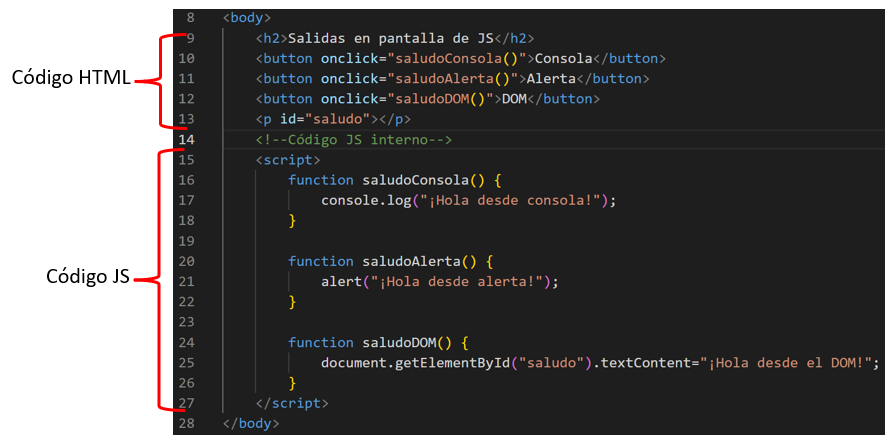 Código HTML
Código JS
8 <body>
9 <h2>Salidas en pantalla de JS</h2>
10 <button onclick="saludoConsola()">Consola</button>
11 <button onclick="saludoAlerta()">Alerta</button>
12 <button onclick="saludoDOM()">DOM</button>
13 <p id="saludo"></p>
14 <!--Código JS interno-->
15 <script>
16 function saludoConsola() {
17 console.log("¡Hola desde consola!");
18 }
19
20 function saludoAlerta() {
21 alert("¡Hola desde alerta!");
22 }
23
24 function saludoDOM() {
25 document.getElementById("saludo").textContent="¡Hola desde el DOM!";
26 }
27 </script>
28 </body>